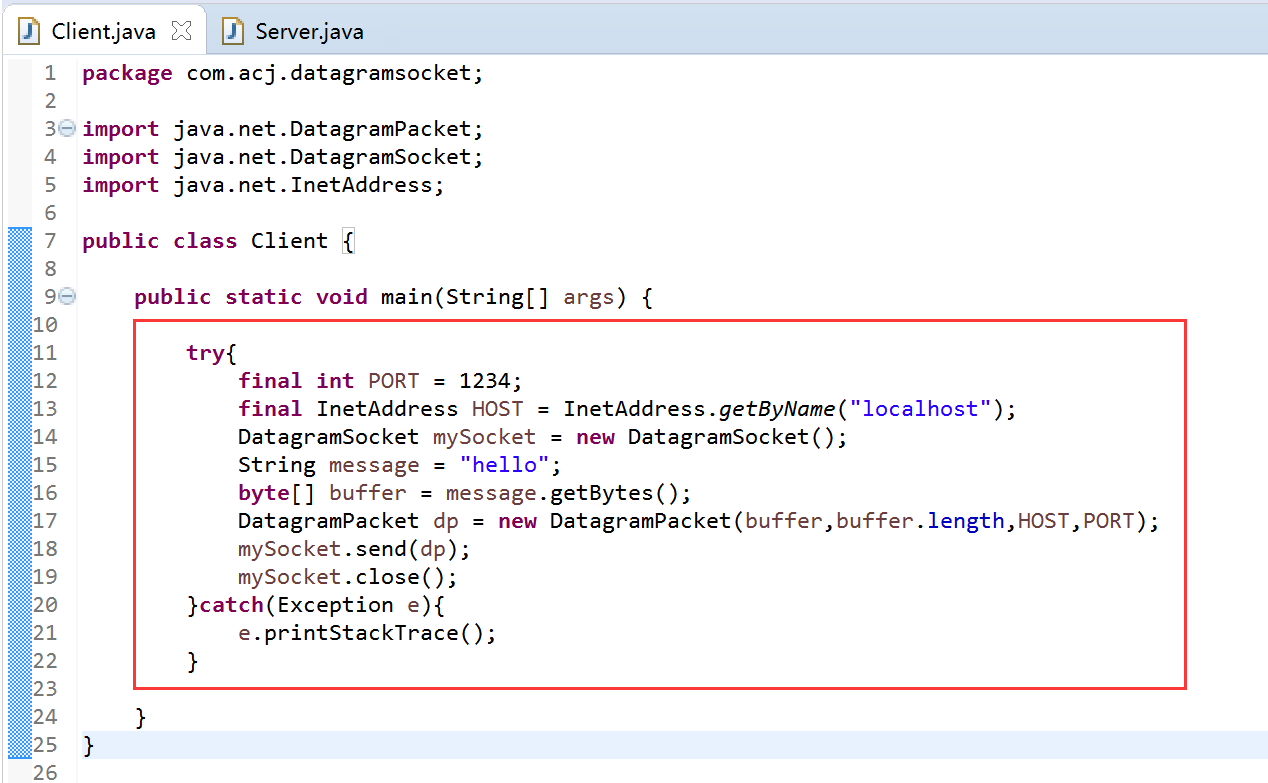 Client.java Server.java
1 package com.acj.datagramsocket;
2
3 import java.net.DatagramPacket;
4 import java.net.DatagramSocket;
5 import java.net.InetAddress;
6
7 public class Client {
8
9 public static void main(String[] args) {
10
11 try{
12 final int PORT = 1234;
13 final InetAddress HOST = InetAddress.getByName("localhost");
14 DatagramSocket mySocket = new DatagramSocket();
15 String message = "hello";
16 byte[] buffer = message.getBytes();
17 DatagramPacket dp = new DatagramPacket(buffer,buffer.length,HOST,PORT);
18 mySocket.send(dp);
19 mySocket.close();
20 }catch(Exception e){
21 e.printStackTrace();
22 }
23
24 }
25 }
26